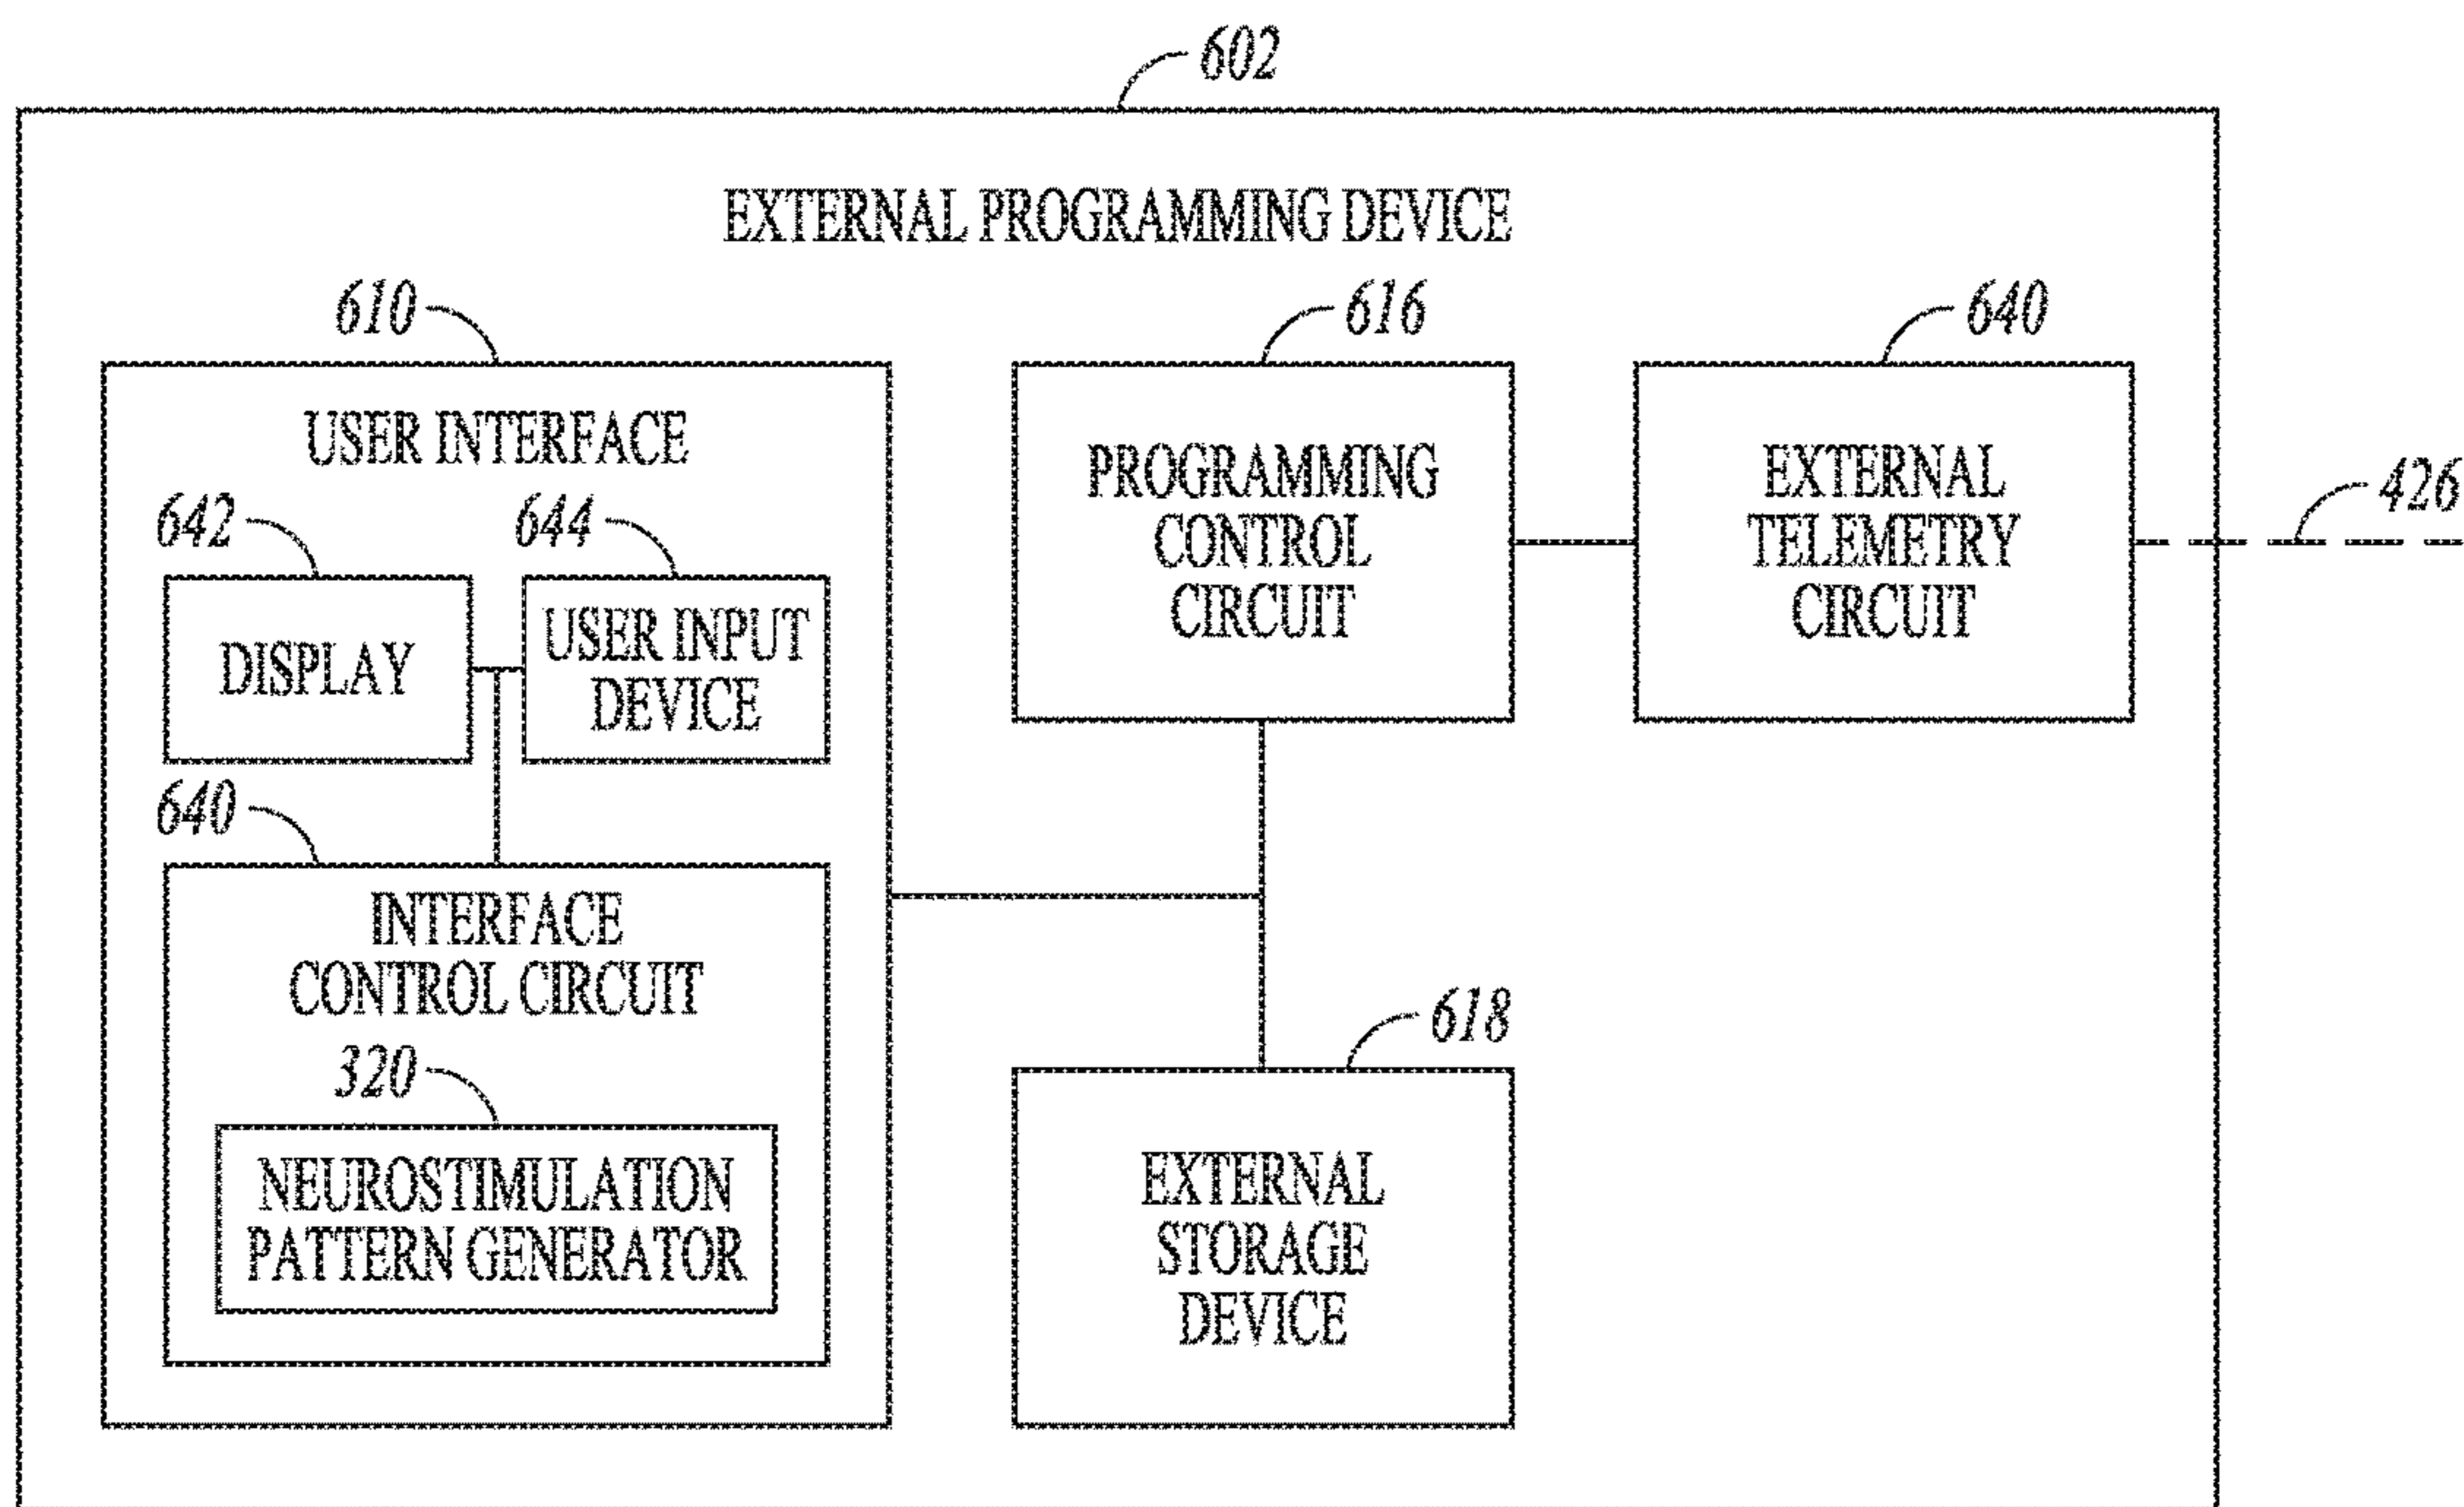 602
EXTERNAL PROGRAMMING DEVICE
610
616
640
USER INTERFACE
PROGRAMMING
CONTROL
CIRCUIT
EXTERNAL
TELEMETRY
CIRCUIT
426
642
644
DISPLAY
USER INPUT
DEVICE
640
INTERFACE
CONTROL CIRCUIT
320
NEUROSTIMULATION
PATTERN GENERATOR
618
EXTERNAL
STORAGE
DEVICE